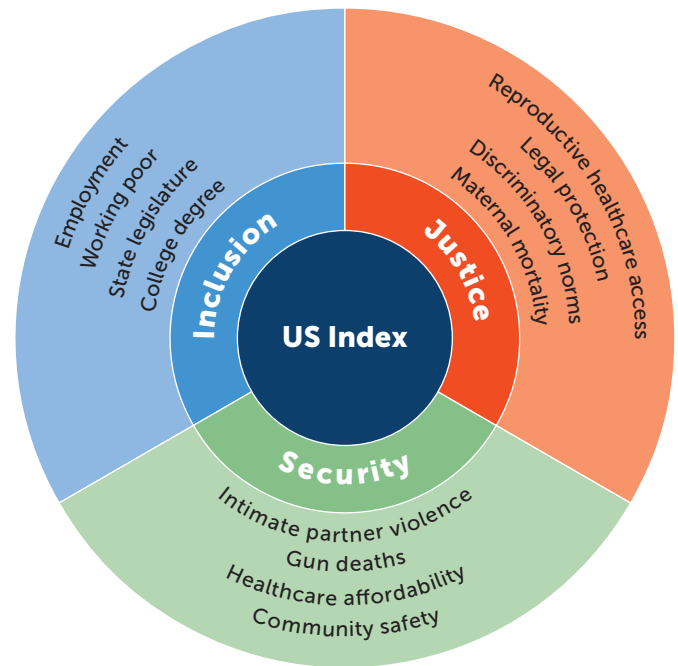 US Index
Inclusion
Employment
Working poor
State legislature
College degree
Justice
Reproductive healthcare access
Legal protection
Discriminatory norms
Maternal mortality
Security
Intimate partner violence
Gun deaths
Healthcare affordability
Community safety